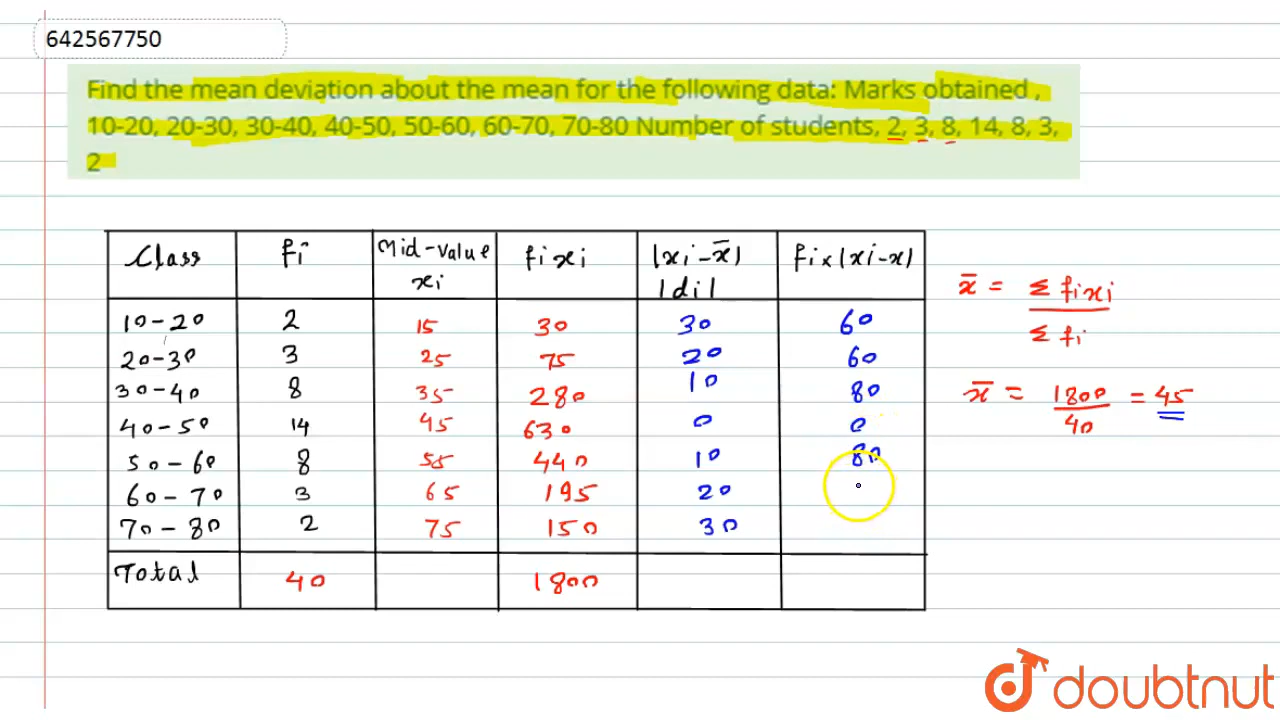 642567750
Find the mean deviation about the mean for the following data: Marks obtained ,
10-20, 20-30, 30-40, 40-50, 50-60, 60-70, 70-80 Number of students, 2, 3, 8, 14, 8, 3,
2
Class fi Mid-value xi fixi |xi-x̄| |di| fi×|xi-x|
10-20 2 15 30 30 60
20-30 3 25 75 20 60
30-40 8 35 280 10 80
40-50 14 45 630 0 0
50-60 8 55 440 10 80
60-70 3 65 195 20
70-80 2 75 150 30
Total 40 1800
x̄ = Σfixi / Σfi
x̄ = 1800/40 = 45
doubtnut